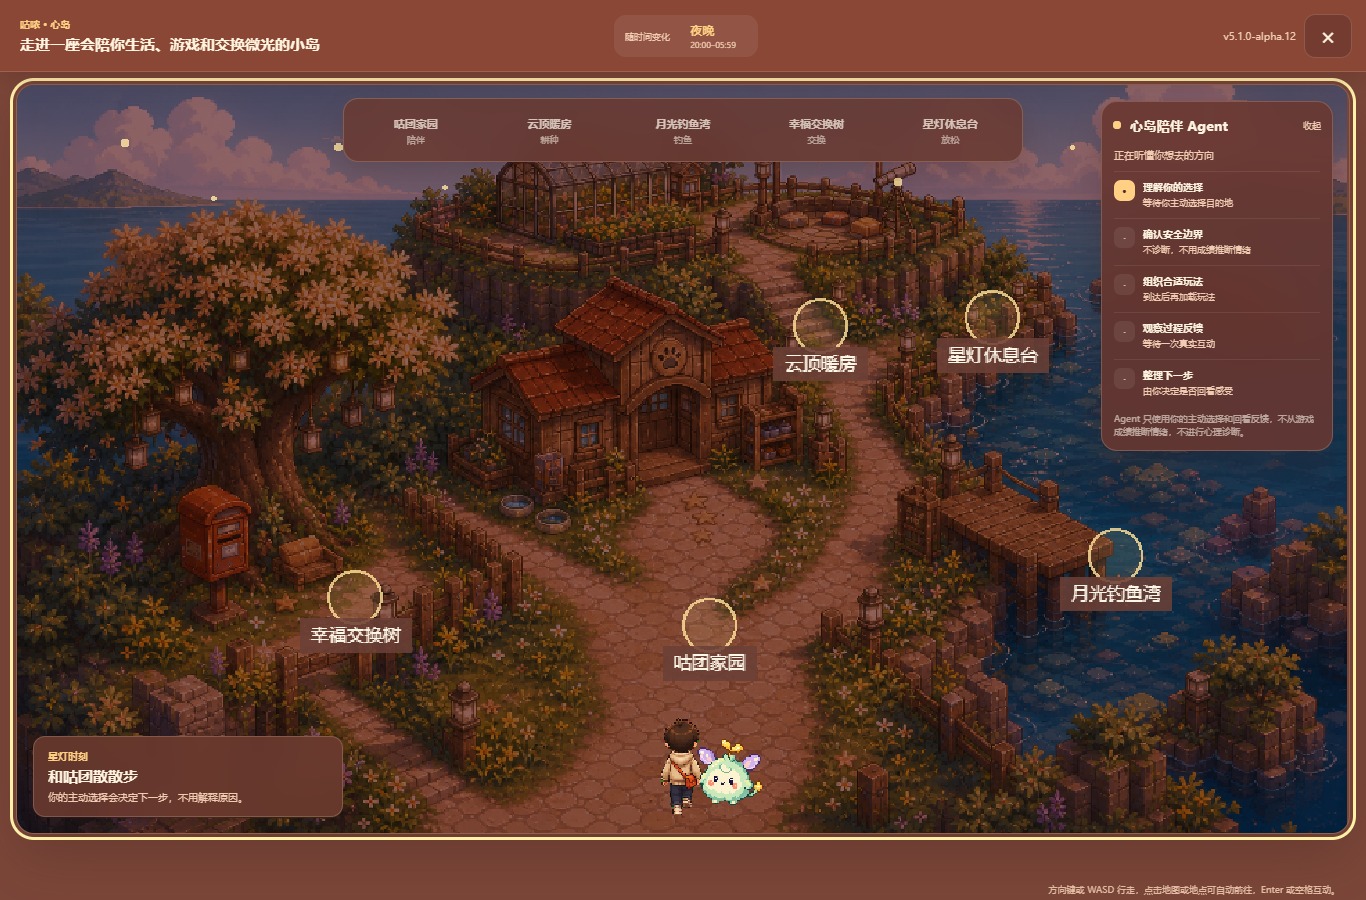 咕哝 • 心岛
走进一座会陪你生活、游戏和交换微光的小岛
随时间变化
夜晚
20:00–05:59
v5.1.0-alpha.12
咕团家园
陪伴
云顶暖房
耕种
月光钓鱼湾
钓鱼
幸福交换树
交换
星灯休息台
放松
心岛陪伴 Agent
收起
正在听懂你想去的方向
理解你的选择
等待你主动选择目的地
确认安全边界
不诊断，不用成绩推断情绪
组织合适玩法
到达后再加载玩法
观察过程反馈
等待一次真实互动
整理下一步
由你决定是否回看感受
Agent 只使用你的主动选择和回看反馈，不从游戏
成绩推断情绪，不进行心理诊断。
云顶暖房
星灯休息台
月光钓鱼湾
幸福交换树
咕团家园
星灯时刻
和咕团散散步
你的主动选择会决定下一步，不用解释原因。
方向键或 WASD 行走，点击地图或地点可自动前往，Enter 或空格互动。